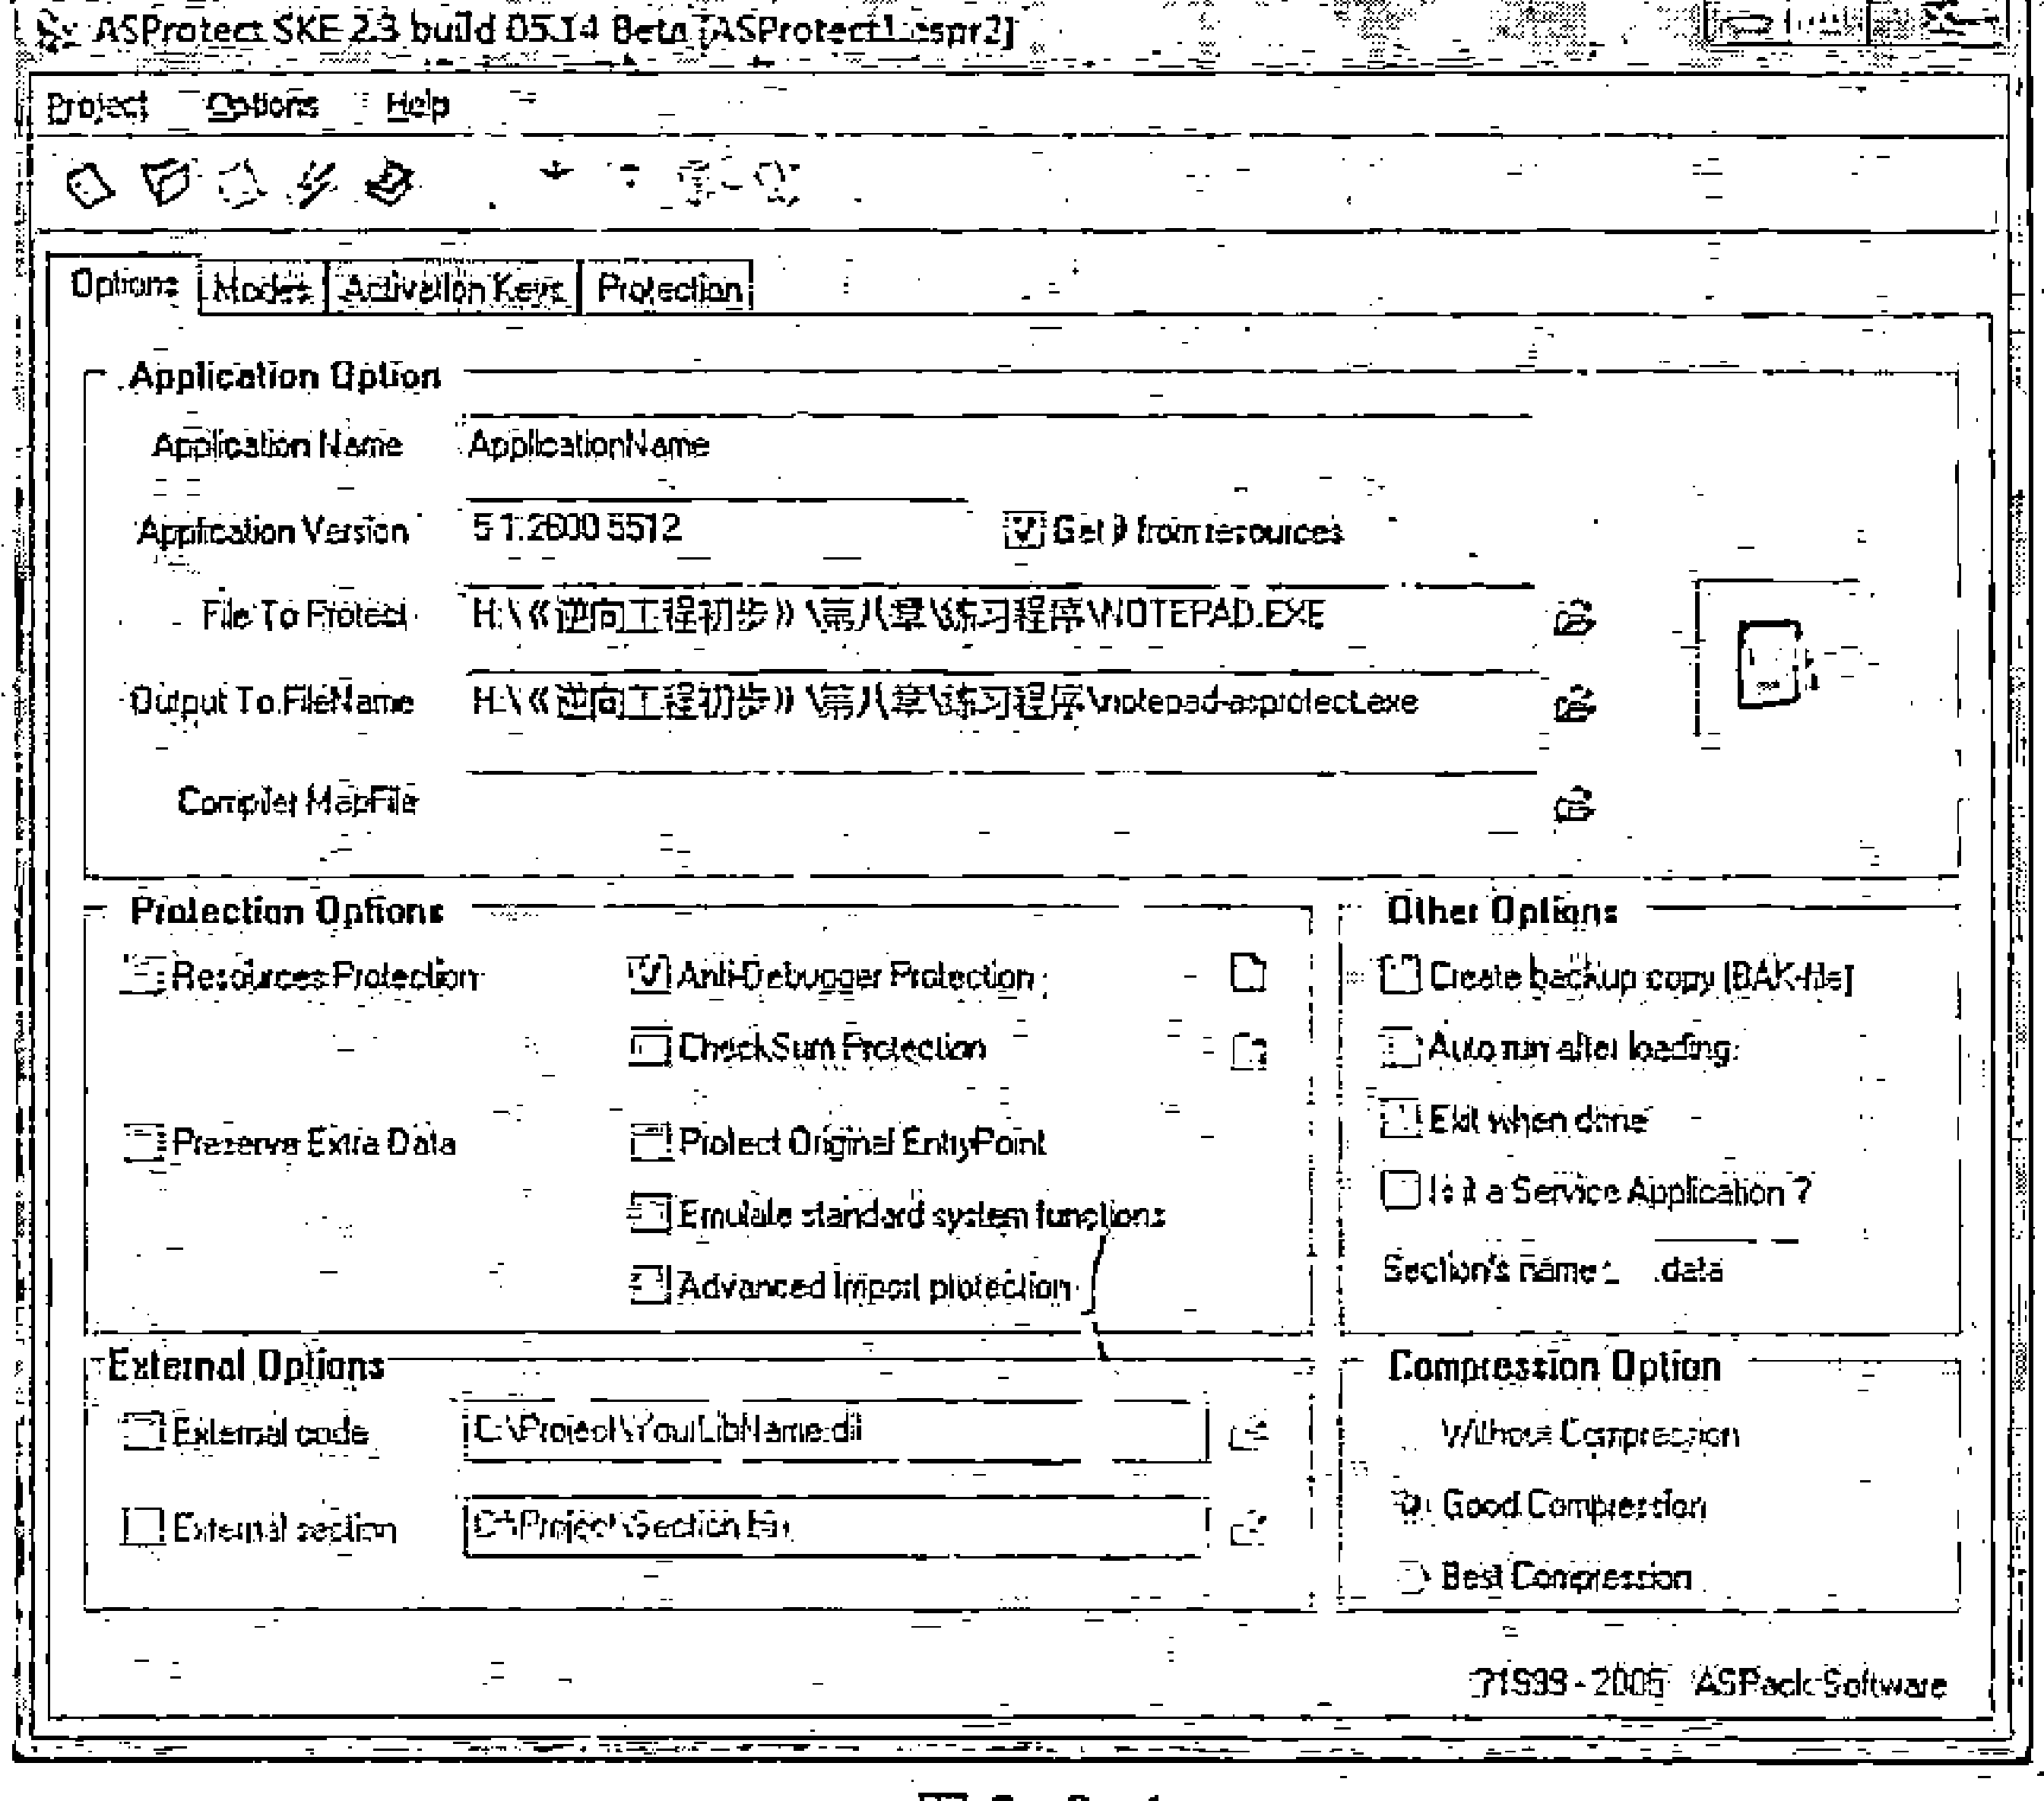 ASProtect SKE 2.3 build 05.14 Beta [ASProtect1.aspr2]
Project Options Help
Options Modes Activation Keys Protection
Application Option
Application Name ApplicationName
Application Version 5.1.2600.5512 Get it from resources
File To Protect H:\《逆向工程初步》\第八章\练习程序\NOTEPAD.EXE
Output To FileName H:\《逆向工程初步》\第八章\练习程序\notepad-asprotect.exe
Compiler MapFile
Protection Options
Other Options
Resources Protection Anti-Debugger Protection Create backup copy (BAK-file)
CheckSum Protection Auto run after loading
Preserve Extra Data Protect Original EntryPoint Exit when done
Emulate standard system functions Is it a Service Application ?
Advanced Import protection Section's name : .data
External Options
Compression Option
External code C:\Project\YourLibName.dll Without Compression
External section C:\Project\Section.bin Good Compression
Best Compression
1998 - 2005 ASPack Software